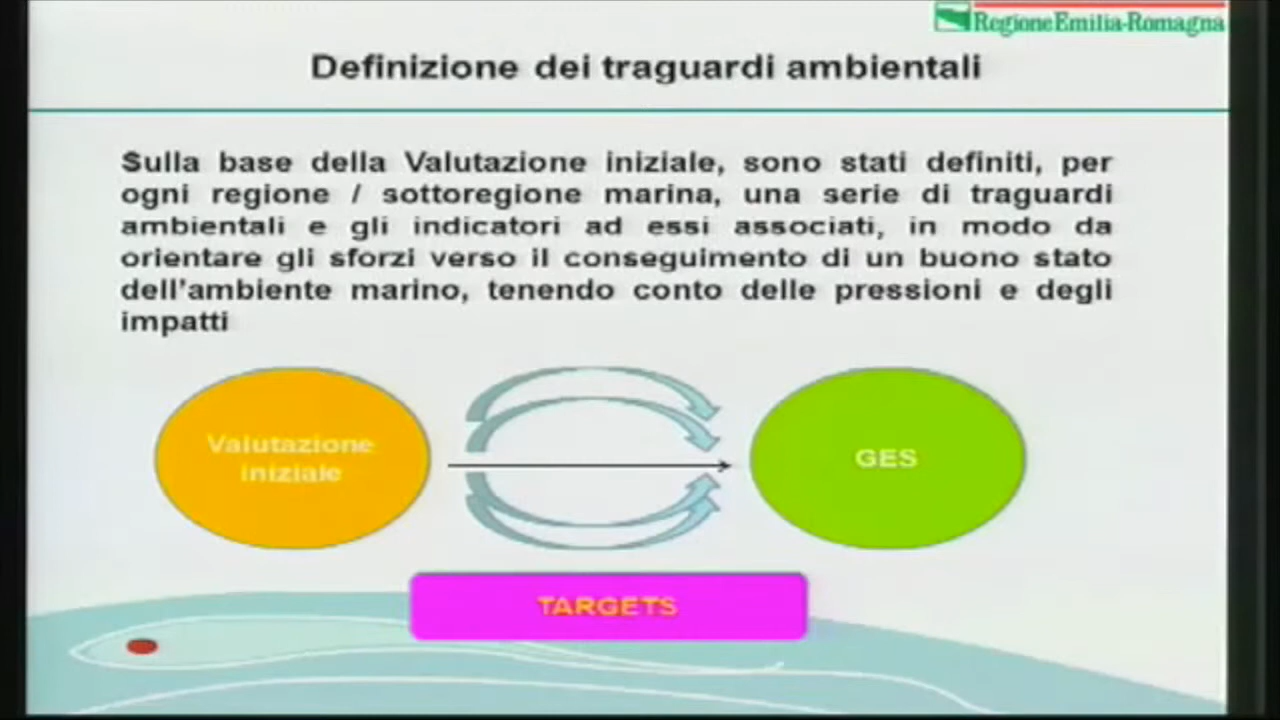 RegioneEmilia-Romagna
Definizione dei traguardi ambientali
Sulla base della Valutazione iniziale, sono stati definiti, per
ogni regione / sottoregione marina, una serie di traguardi
ambientali e gli indicatori ad essi associati, in modo da
orientare gli sforzi verso il conseguimento di un buono stato
dell'ambiente marino, tenendo conto delle pressioni e degli
impatti
Valutazione
iniziale
GES
TARGETS